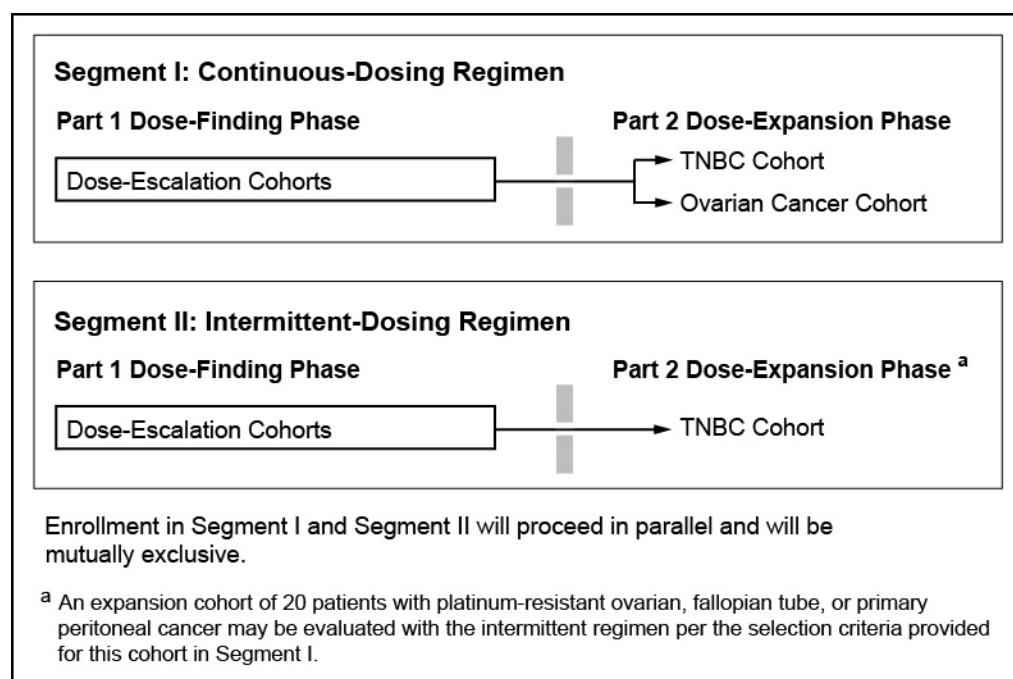 Segment I: Continuous-Dosing Regimen
Part 1 Dose-Finding Phase
Part 2 Dose-Expansion Phase
Dose-Escalation Cohorts
TNBC Cohort
Ovarian Cancer Cohort
Segment II: Intermittent-Dosing Regimen
Part 1 Dose-Finding Phase
Part 2 Dose-Expansion Phase a
Dose-Escalation Cohorts
TNBC Cohort
Enrollment in Segment I and Segment II will proceed in parallel and will be
mutually exclusive.
a An expansion cohort of 20 patients with platinum-resistant ovarian, fallopian tube, or primary
peritoneal cancer may be evaluated with the intermittent regimen per the selection criteria provided
for this cohort in Segment I.